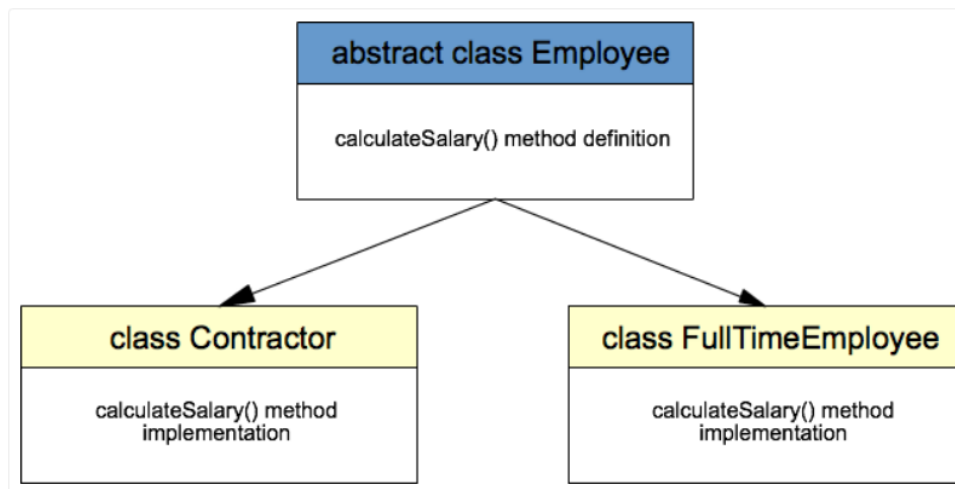 abstract class Employee
calculateSalary() method definition
class Contractor
calculateSalary() method
implementation
class FullTimeEmployee
calculateSalary() method
implementation